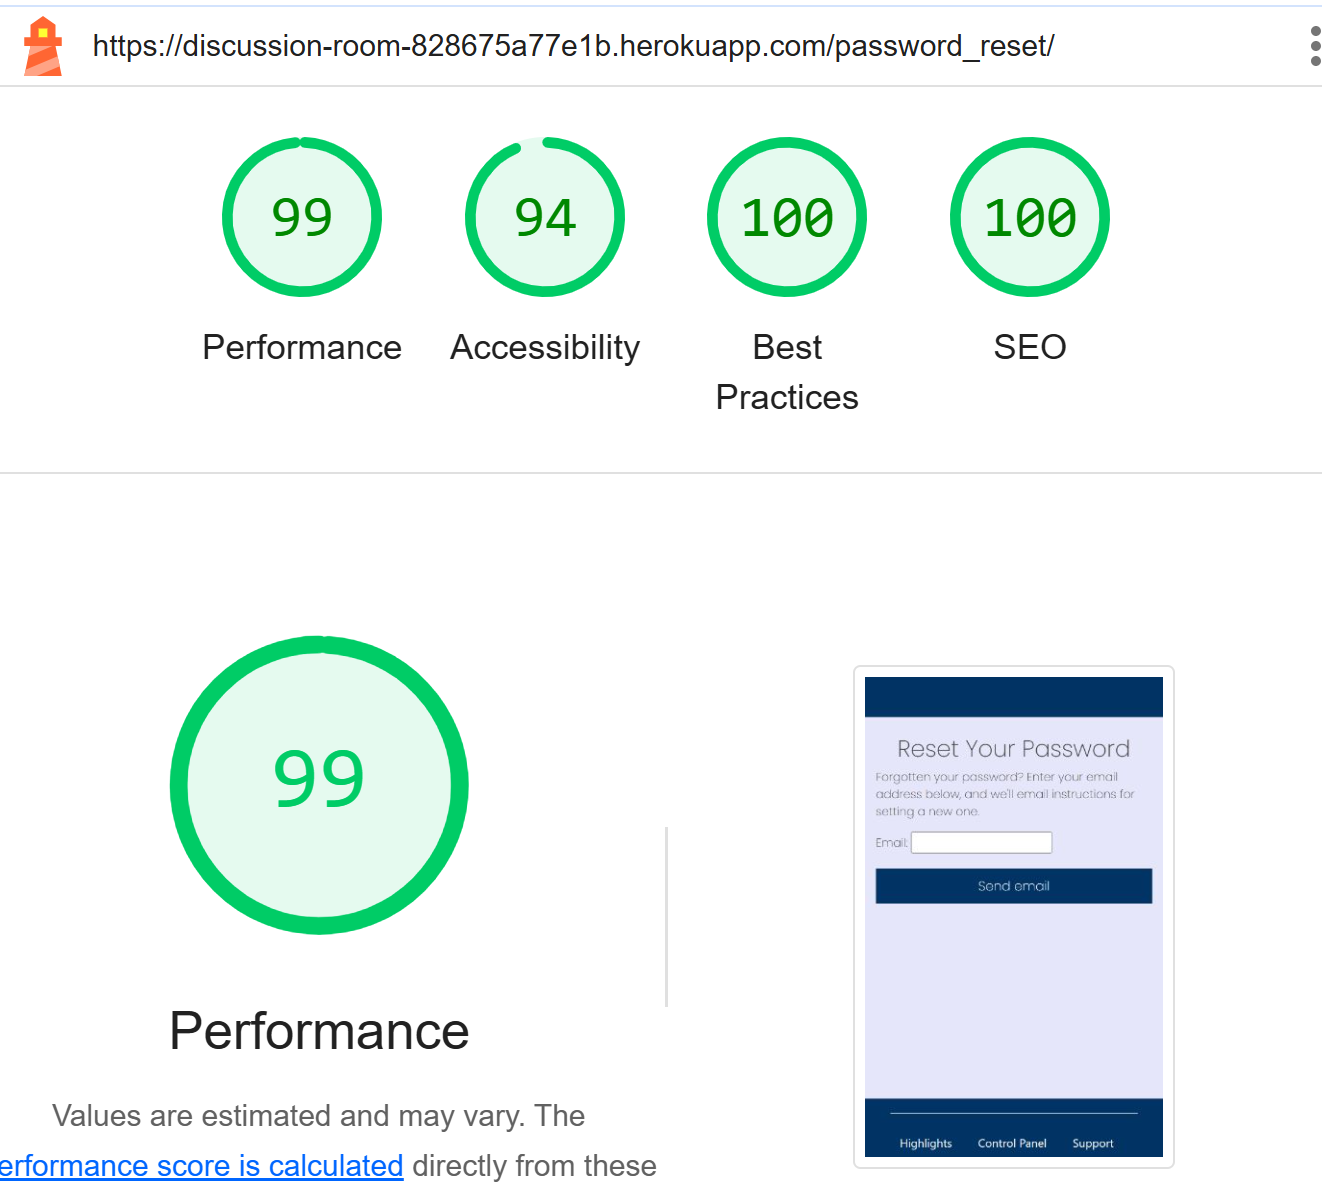 https://discussion-room-828675a77e1b.herokuapp.com/password_reset/
99
94
100
100
Performance
Accessibility
Best
Practices
SEO
99
Performance
Values are estimated and may vary. The
erformance score is calculated directly from these
Reset Your Password
Forgotten your password? Enter your email
address below, and we'll email instructions for
setting a new one.
Email:
Send email
Highlights Control Panel Support